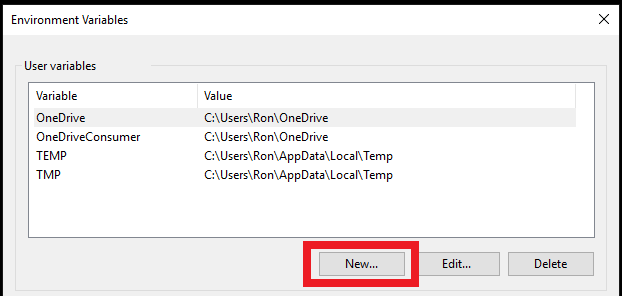 Environment Variables
User variables
Variable Value
OneDrive C:\Users\Ron\OneDrive
OneDriveConsumer C:\Users\Ron\OneDrive
TEMP C:\Users\Ron\AppData\Local\Temp
TMP C:\Users\Ron\AppData\Local\Temp
New... Edit... Delete